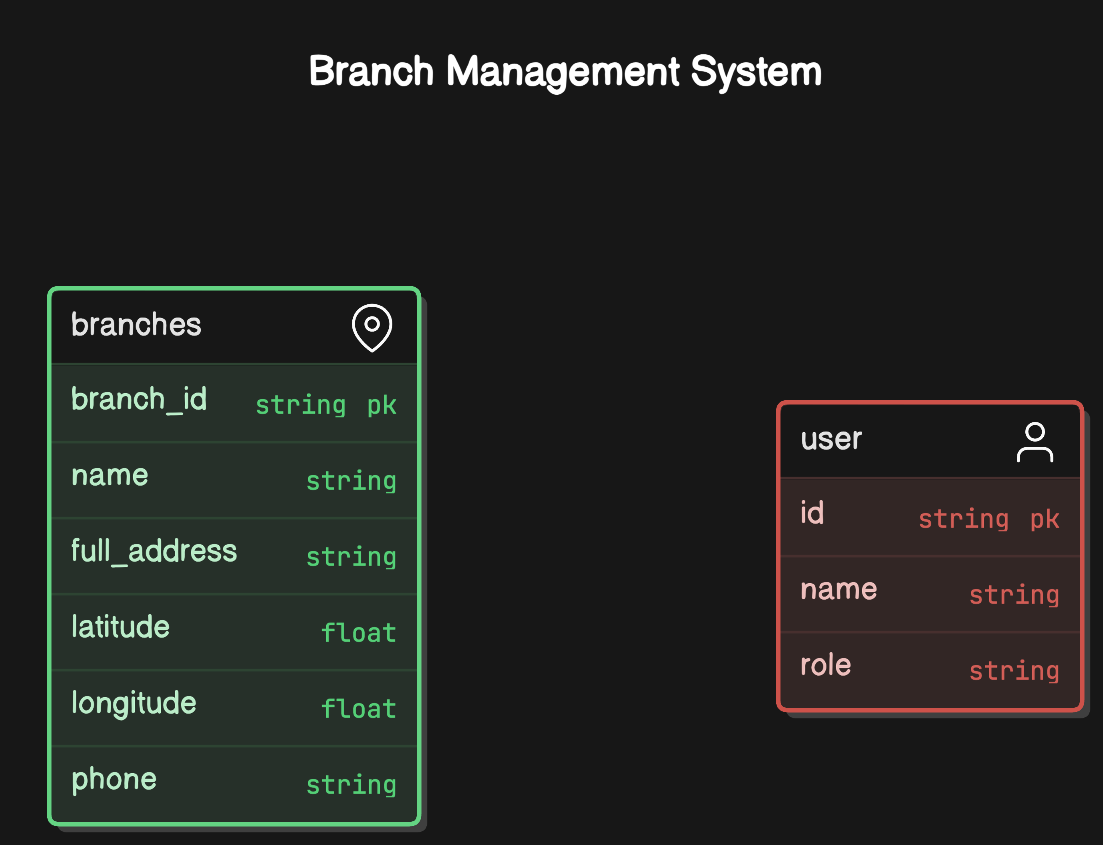 Branch Management System
branches
branch_id string pk
name string
full_address string
latitude float
longitude float
phone string
user
id string pk
name string
role string